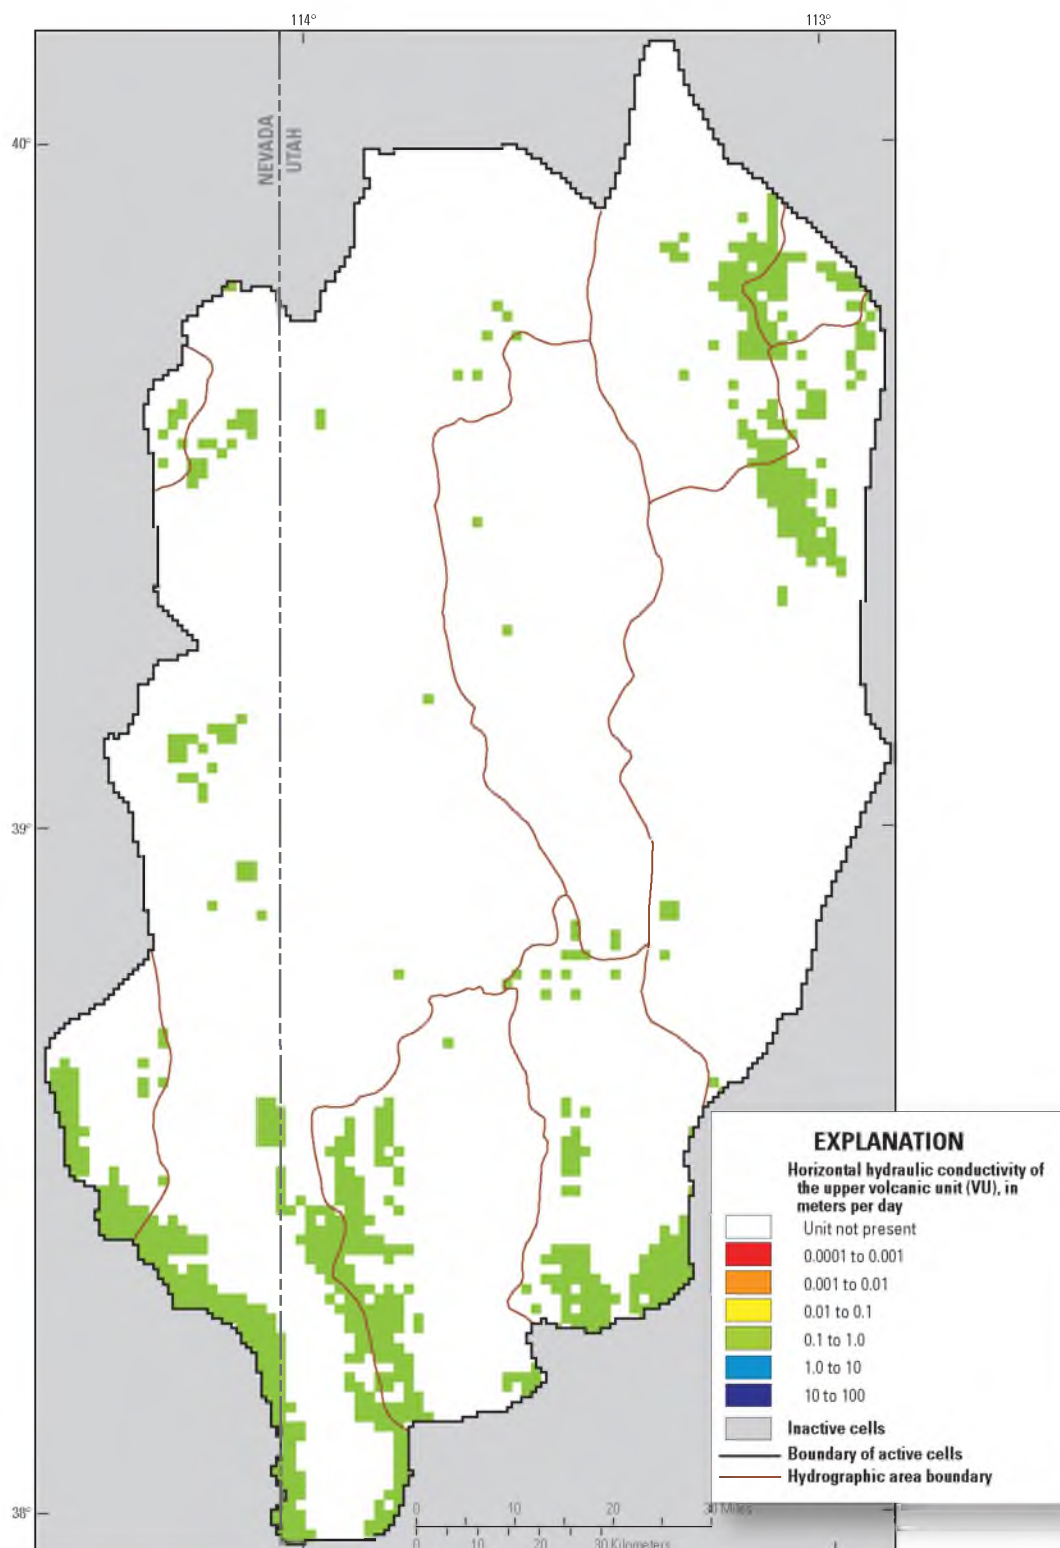 114°
113°
40°
NEVADA
UTAH
39°
EXPLANATION
Horizontal hydraulic conductivity of
the upper volcanic unit (VU), in
meters per day
Unit not present
0.0001 to 0.001
0.001 to 0.01
0.01 to 0.1
0.1 to 1.0
1.0 to 10
10 to 100
Inactive cells
Boundary of active cells
Hydrographic area boundary
38°
0 10 20 30 Miles
0 10 20 30 Kilometers